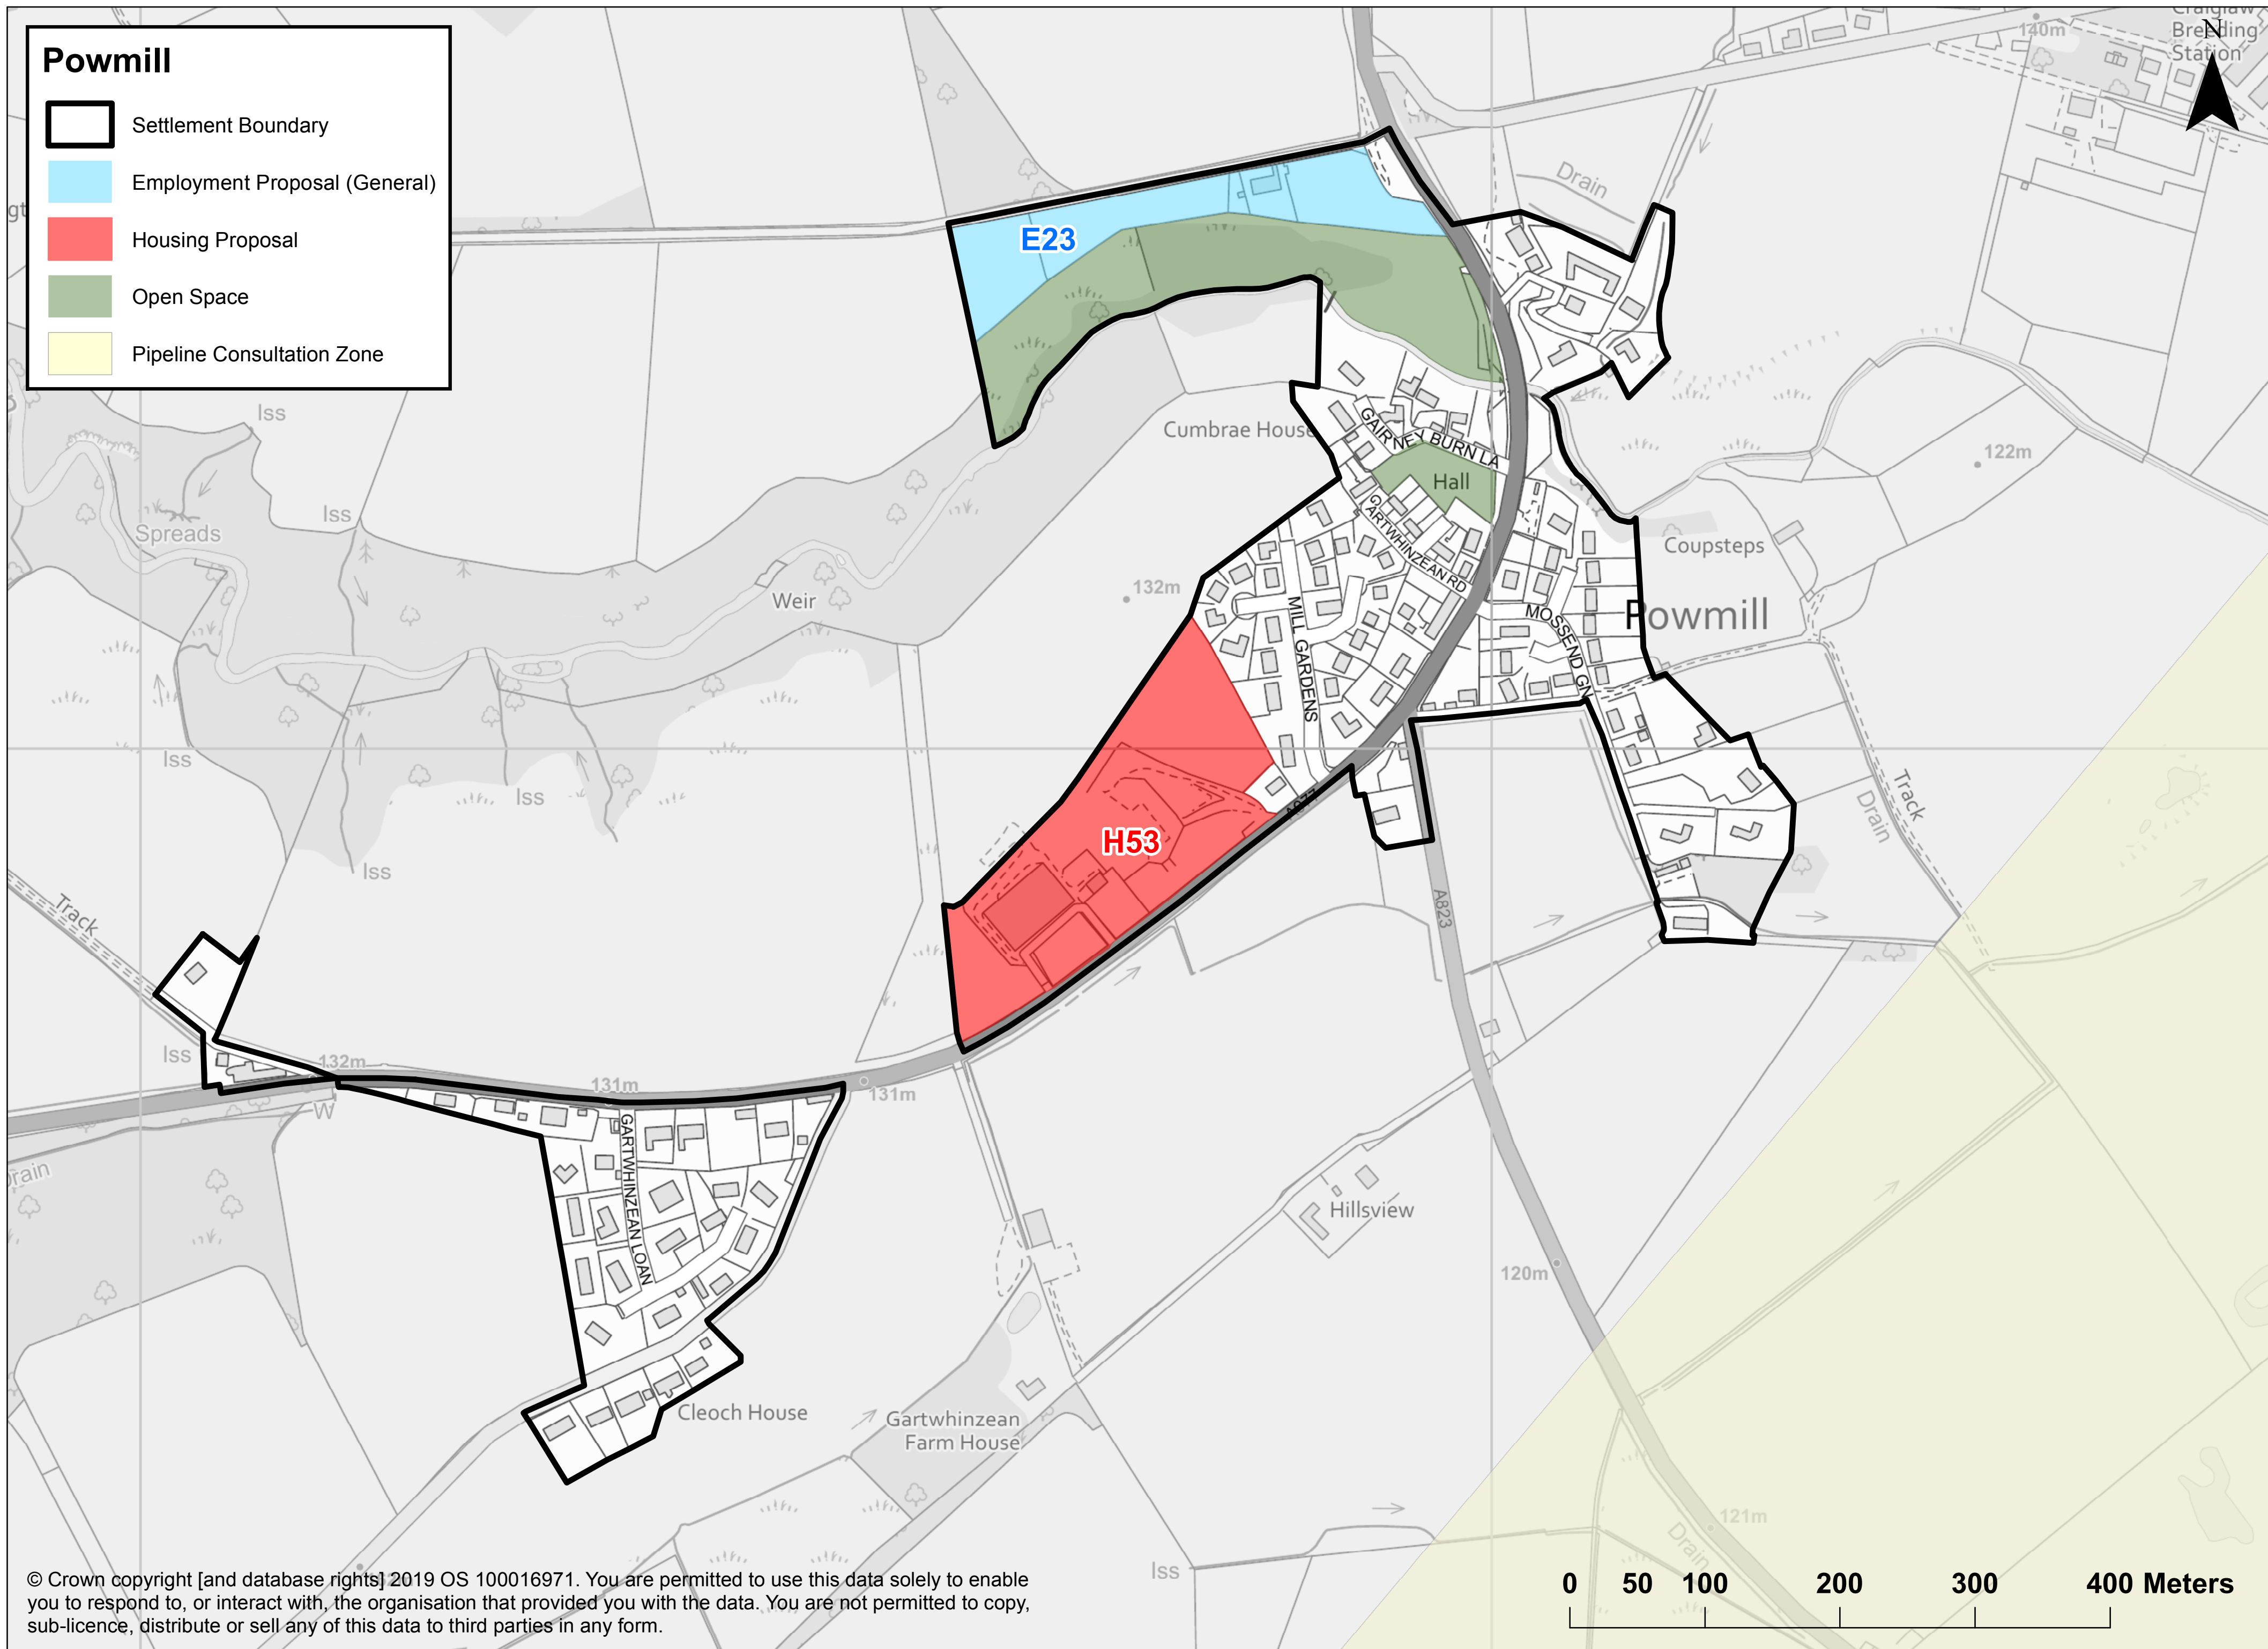 Powmill
Settlement Boundary
Employment Proposal (General)
Housing Proposal
Open Space
Pipeline Consultation Zone
N
Breeding
Station
140m
Drain
E23
Iss
Cumbrae House
GAIRNEY BURN LA
122m
Hall
Iss
Spreads
GARTWHINZEAN RD
Coupsteps
132m
Weir
MILL GARDENS
MOSSEND GN
Powmill
Iss
Iss
Track
Drain
H53
Iss
A823
Track
Iss
132m
131m
131m
W
GARTWHINZEAN LOAN
Hillsview
120m
Cleoch House
Gartwhinzean
Farm House
121m
Drain
Iss
© Crown copyright [and database rights] 2019 OS 100016971. You are permitted to use this data solely to enable
you to respond to, or interact with, the organisation that provided you with the data. You are not permitted to copy,
sub-licence, distribute or sell any of this data to third parties in any form.
0 50 100 200 300 400 Meters